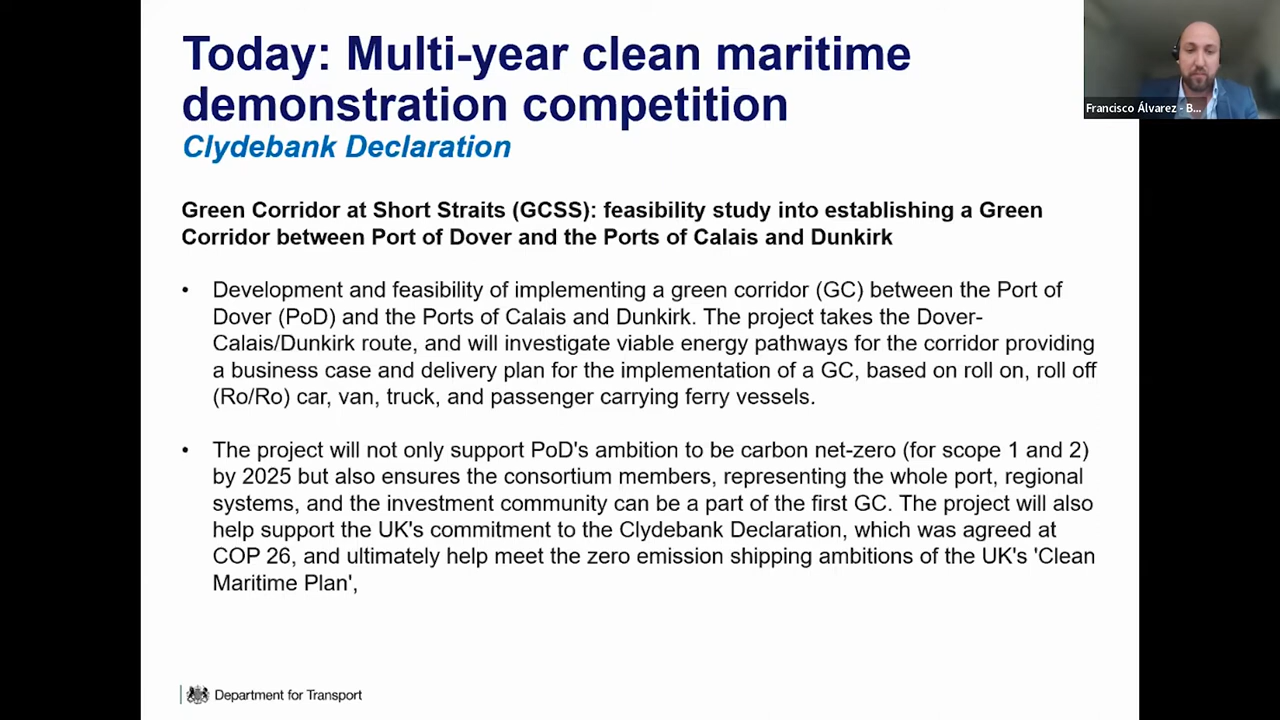 Today: Multi-year clean maritime
demonstration competition
Clydebank Declaration
Francisco Álvarez - B...
Green Corridor at Short Straits (GCSS): feasibility study into establishing a Green
Corridor between Port of Dover and the Ports of Calais and Dunkirk
• Development and feasibility of implementing a green corridor (GC) between the Port of
Dover (PoD) and the Ports of Calais and Dunkirk. The project takes the Dover-
Calais/Dunkirk route, and will investigate viable energy pathways for the corridor providing
a business case and delivery plan for the implementation of a GC, based on roll on, roll off
(Ro/Ro) car, van, truck, and passenger carrying ferry vessels.
• The project will not only support PoD's ambition to be carbon net-zero (for scope 1 and 2)
by 2025 but also ensures the consortium members, representing the whole port, regional
systems, and the investment community can be a part of the first GC. The project will also
help support the UK's commitment to the Clydebank Declaration, which was agreed at
COP 26, and ultimately help meet the zero emission shipping ambitions of the UK's 'Clean
Maritime Plan',
Department for Transport